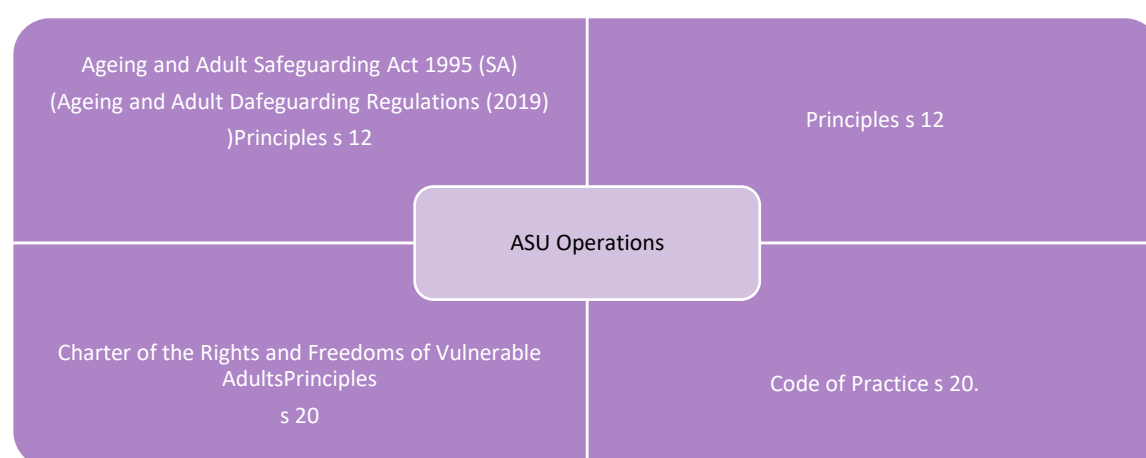 Ageing and Adult Safeguarding Act 1995 (SA)
(Ageing and Adult Dafeguarding Regulations (2019)
)Principles s 12
Principles s 12
ASU Operations
Charter of the Rights and Freedoms of Vulnerable
AdultsPrinciples
s 20
Code of Practice s 20.